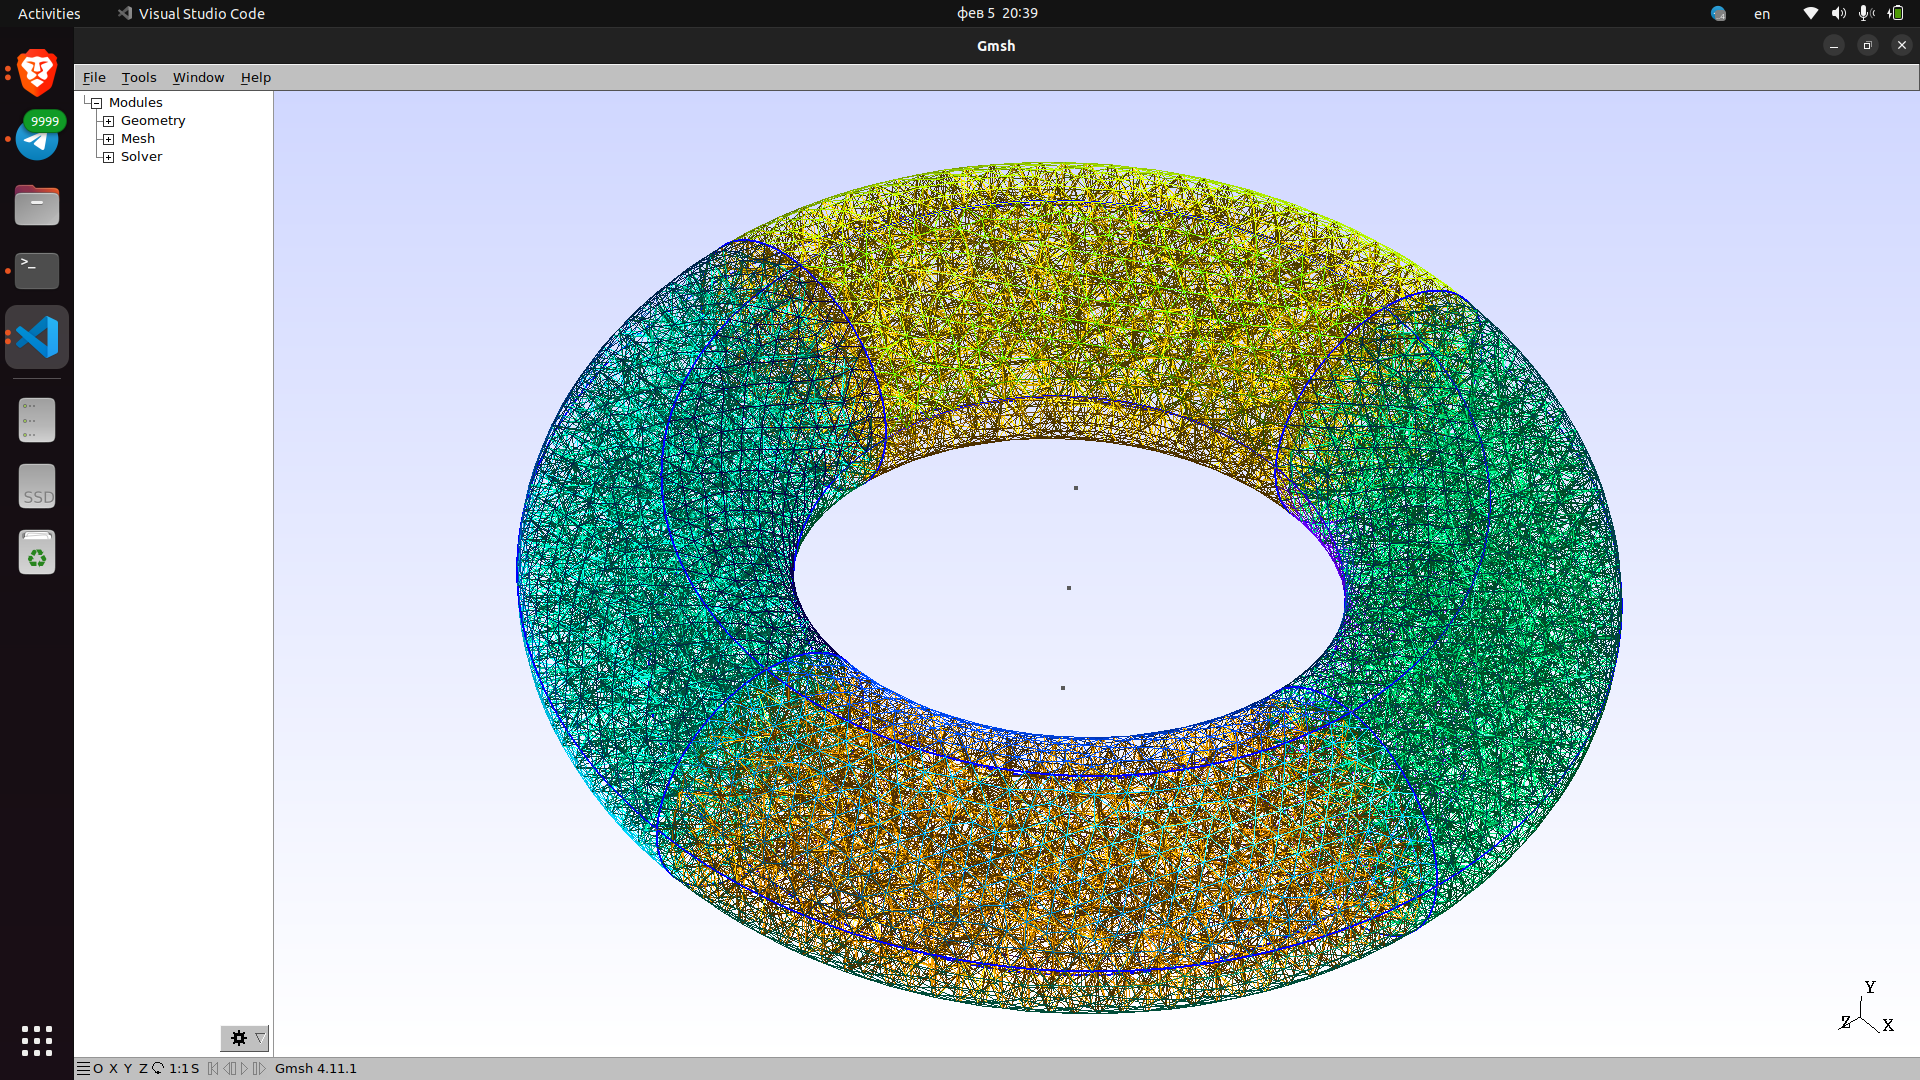 Activities Visual Studio Code фев 5 20:39 en
Gmsh
File Tools Window Help
Modules
Geometry
Mesh
Solver
9999
>_
SSD
Y
Z X
O X Y Z 1:1 S Gmsh 4.11.1